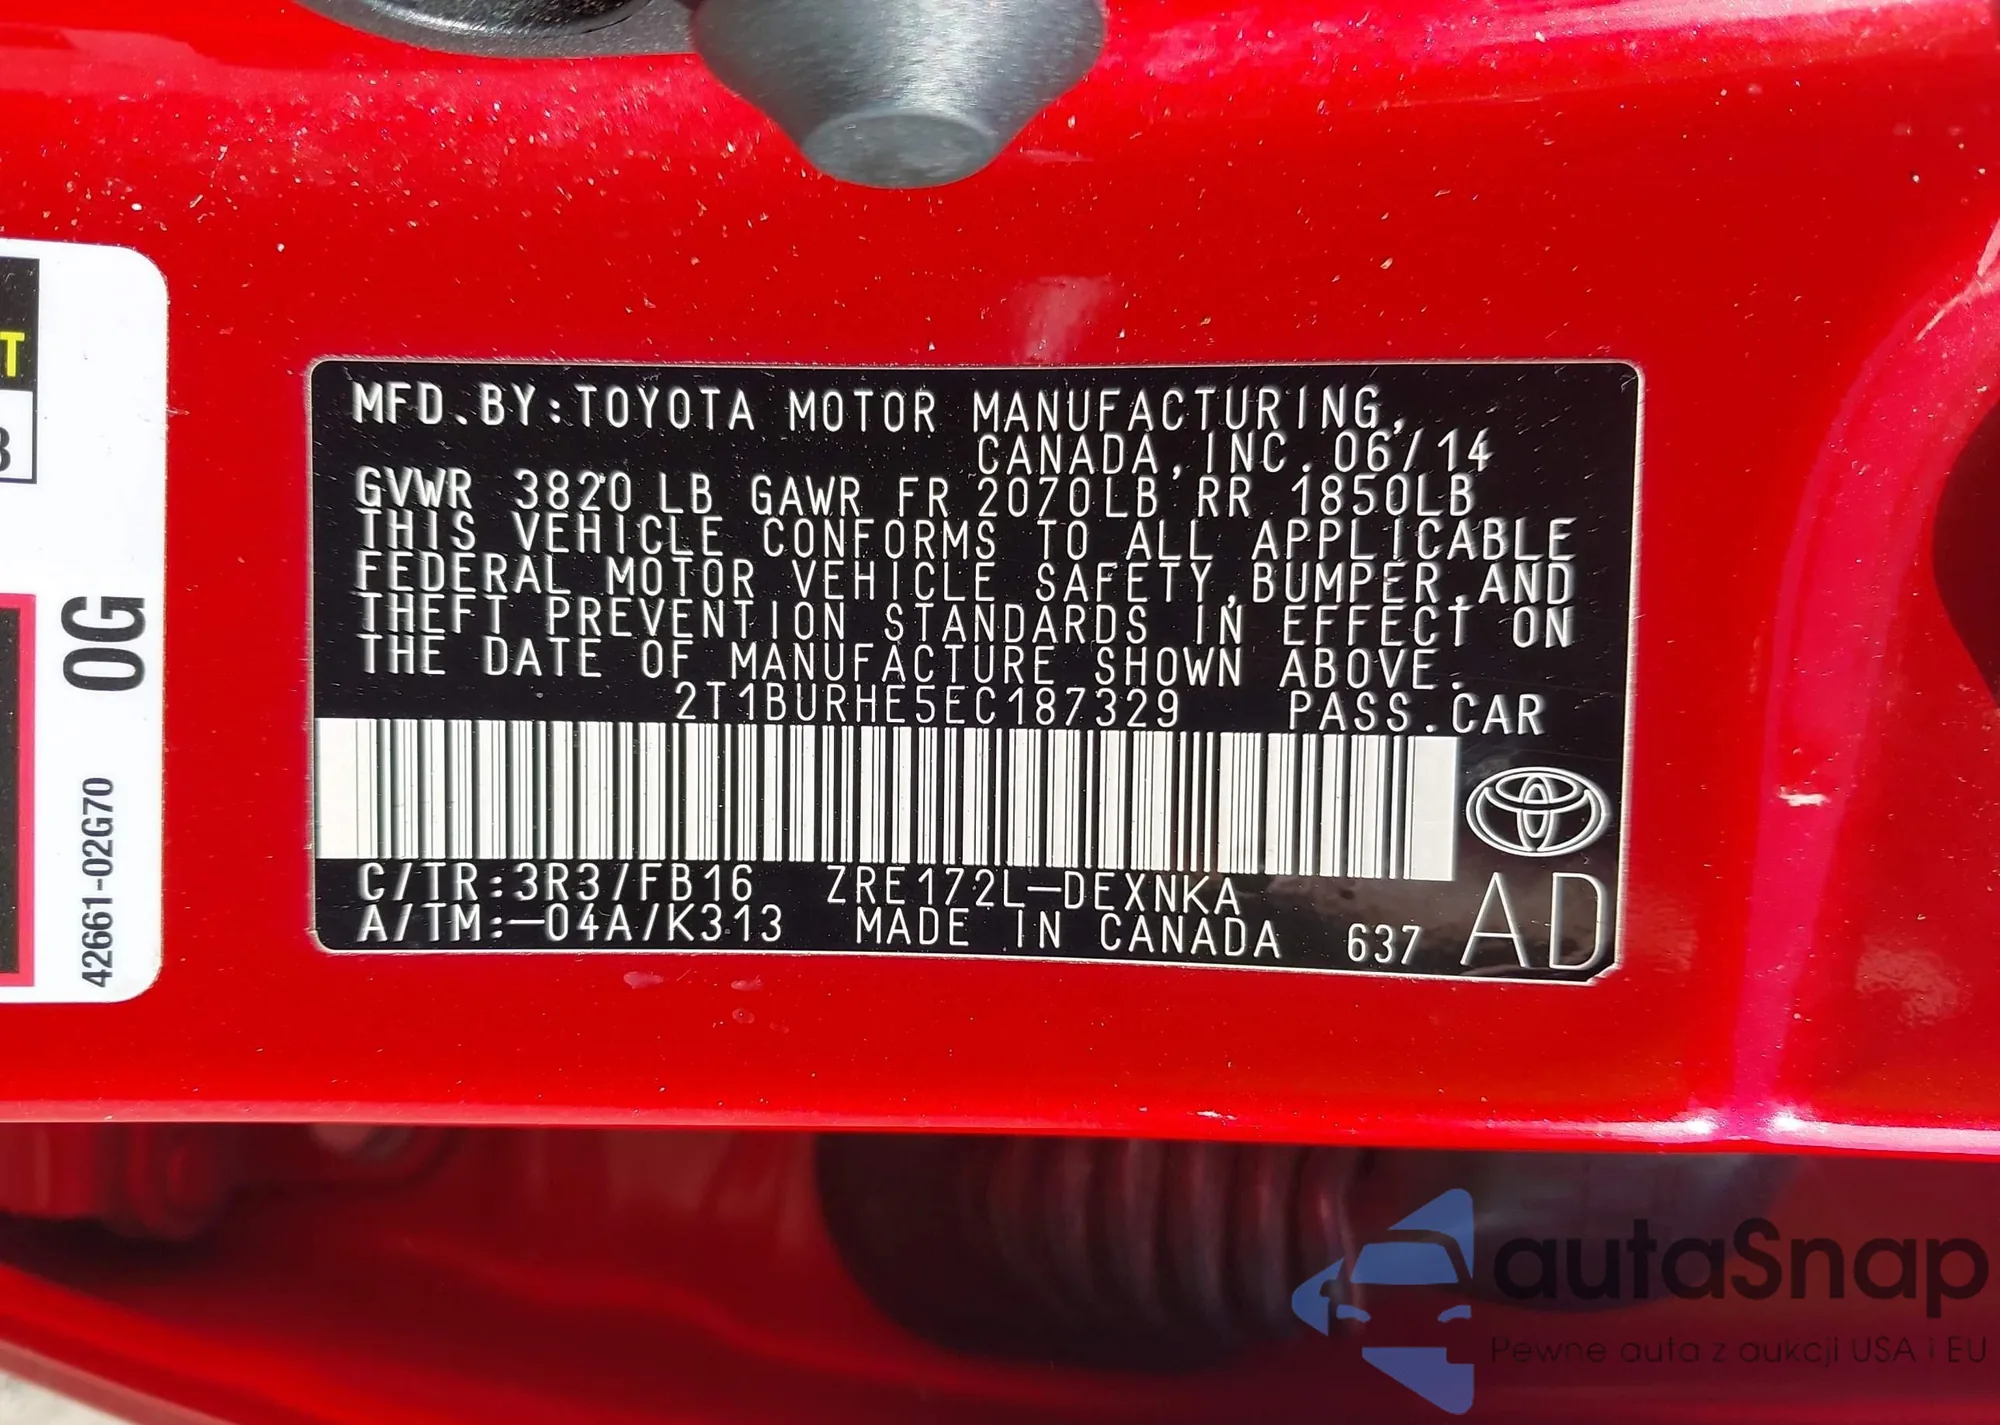 MFD.BY:TOYOTA MOTOR MANUFACTURING,
CANADA,INC.06/14
GVWR 3820 LB GAWR FR 2070LB RR 1850LB
THIS VEHICLE CONFORMS TO ALL APPLICABLE
FEDERAL MOTOR VEHICLE SAFETY,BUMPER,AND
THEFT PREVENTION STANDARDS IN EFFECT ON
THE DATE OF MANUFACTURE SHOWN ABOVE.
2T1BURHE5EC187329 PASS.CAR
C/TR:3R3/FB16 ZRE172L-DEXNKA
A/TM:-04A/K313 MADE IN CANADA 637 AD
0G
42661-02G70
autaSnap
Pewne auta z aukcji USA i EU